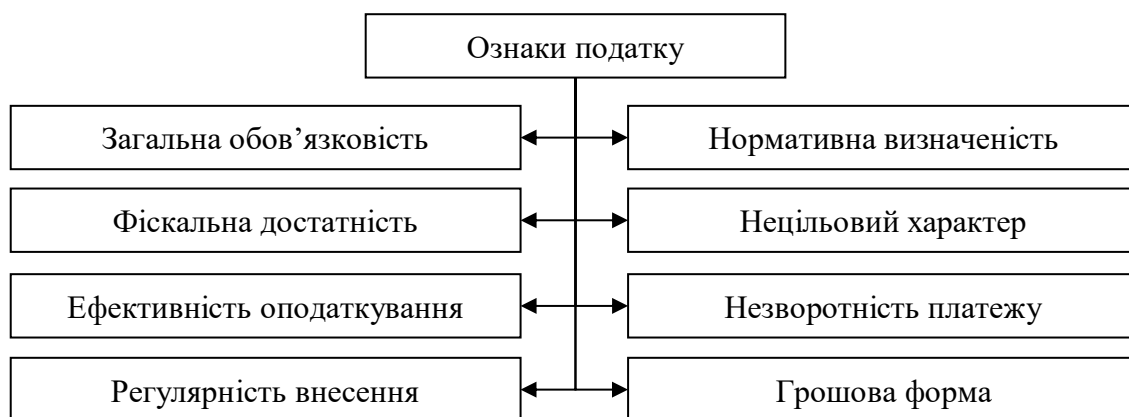 Ознаки податку
Загальна обов’язковість
Нормативна визначеність
Фіскальна достатність
Нецільовий характер
Ефективність оподаткування
Незворотність платежу
Регулярність внесення
Грошова форма